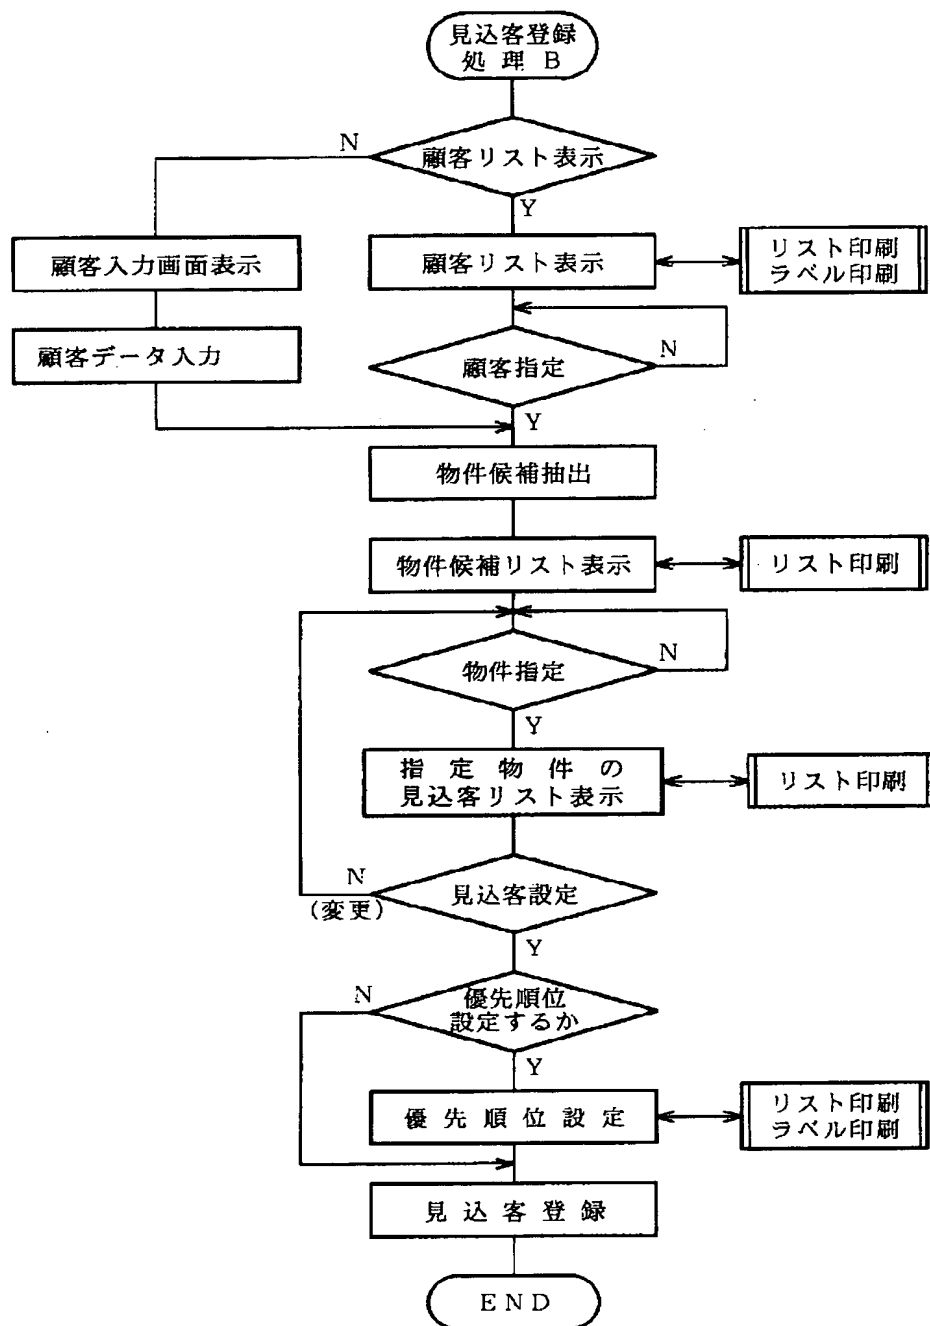 見込客登録
処理B
N
顧客リスト表示
Y
顧客入力画面表示
顧客リスト表示
リスト印刷
ラベル印刷
顧客データ入力
顧客指定
N
Y
物件候補抽出
物件候補リスト表示
リスト印刷
物件指定
N
Y
指定物件の
見込客リスト表示
リスト印刷
N
(変更)
見込客設定
Y
N
優先順位
設定するか
Y
優先順位設定
リスト印刷
ラベル印刷
見込客登録
END